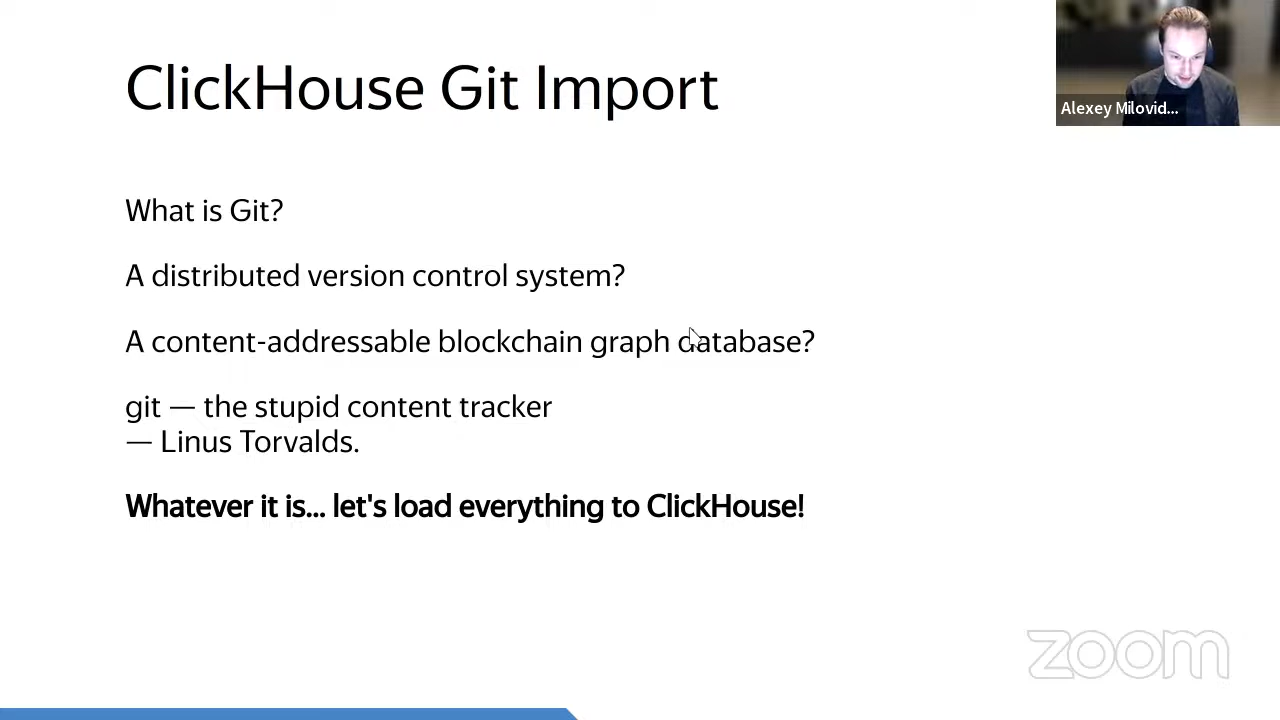 ClickHouse Git Import
Alexey Milovid...
What is Git?
A distributed version control system?
A content-addressable blockchain graph database?
git — the stupid content tracker
— Linus Torvalds.
Whatever it is... let's load everything to ClickHouse!
zoom